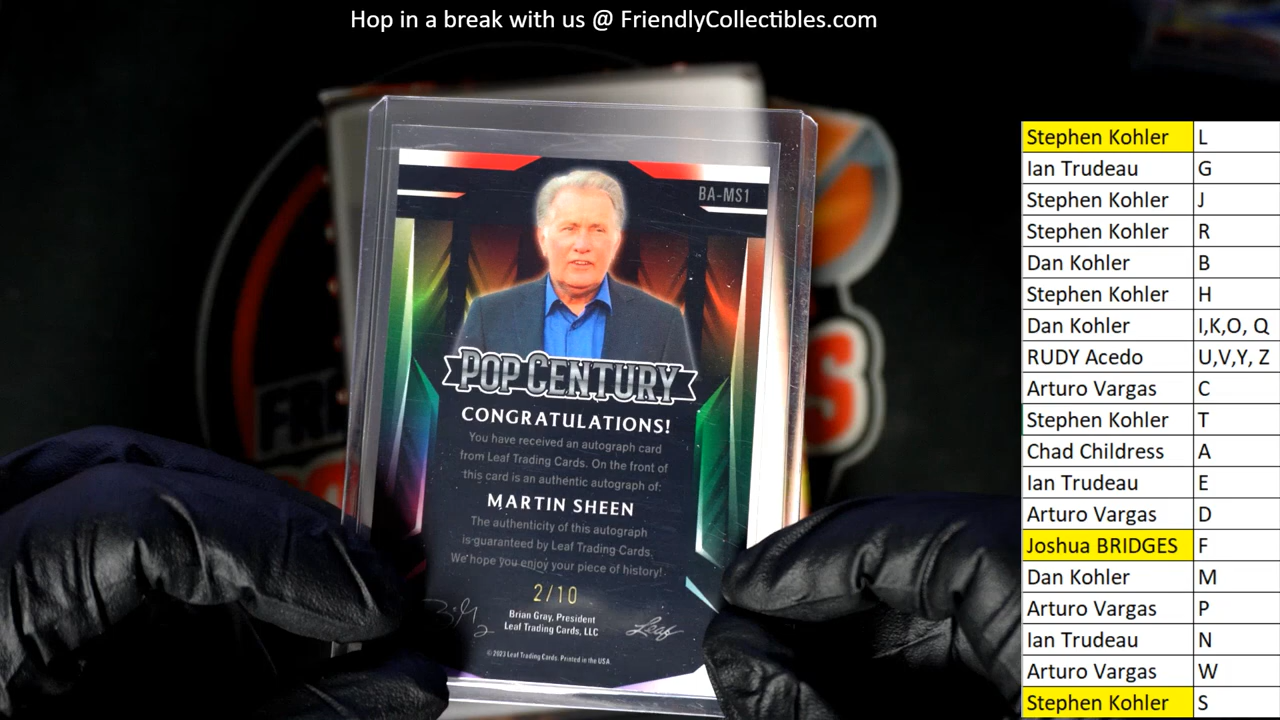 Hop in a break with us @ FriendlyCollectibles.com
BA-MS1
POP CENTURY
CONGRATULATIONS!
You have received an autograph card
from Leaf Trading Cards. On the front of
this card is an authentic autograph of:
MARTIN SHEEN
The authenticity of this autograph
is guaranteed by Leaf Trading Cards.
We hope you enjoy your piece of history!
2/10
Brian Gray, President
Leaf Trading Cards, LLC
Leaf
© 2023 Leaf Trading Cards. Printed in the USA
Stephen Kohler L
Ian Trudeau G
Stephen Kohler J
Stephen Kohler R
Dan Kohler B
Stephen Kohler H
Dan Kohler I,K,O, Q
RUDY Acedo U,V,Y, Z
Arturo Vargas C
Stephen Kohler T
Chad Childress A
Ian Trudeau E
Arturo Vargas D
Joshua BRIDGES F
Dan Kohler M
Arturo Vargas P
Ian Trudeau N
Arturo Vargas W
Stephen Kohler S